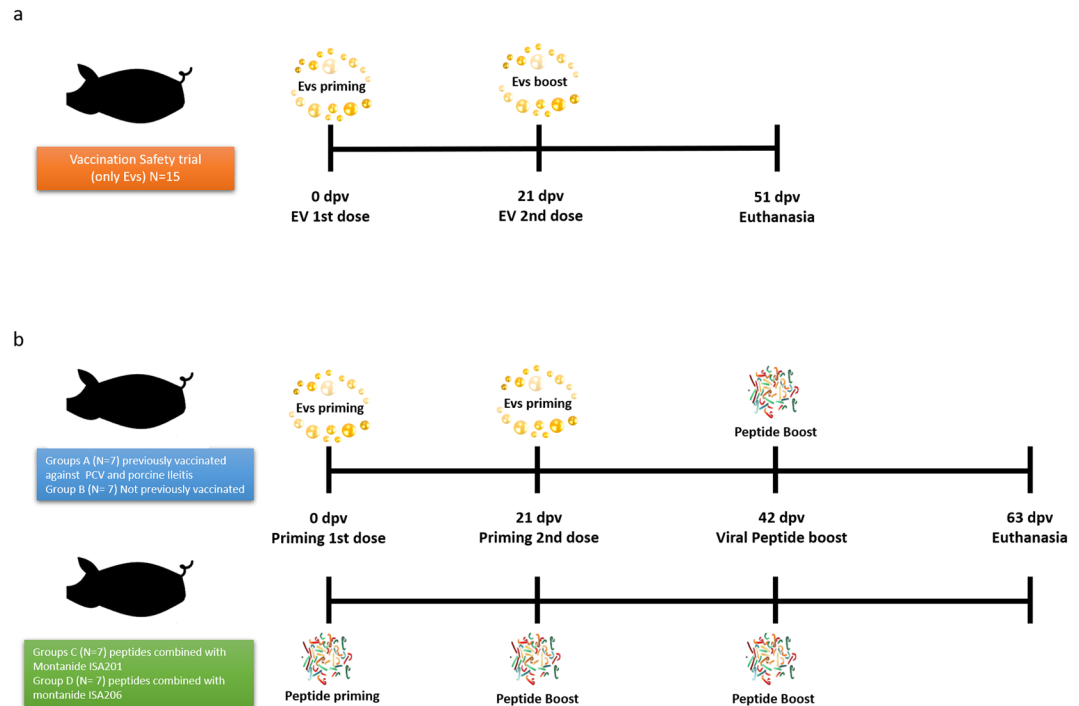 a
Evs priming
Evs boost
Vaccination Safety trial
(only Evs) N=15
0 dpv
EV 1st dose
21 dpv
EV 2nd dose
51 dpv
Euthanasia
b
Evs priming
Evs priming
Peptide Boost
Groups A (N=7) previously vaccinated
against PCV and porcine Ileitis
Group B (N= 7) Not previously vaccinated
0 dpv
Priming 1st dose
21 dpv
Priming 2nd dose
42 dpv
Viral Peptide boost
63 dpv
Euthanasia
Groups C (N=7) peptides combined with
Montanide ISA201
Group D (N= 7) peptides combined with
montanide ISA206
Peptide priming
Peptide Boost
Peptide Boost